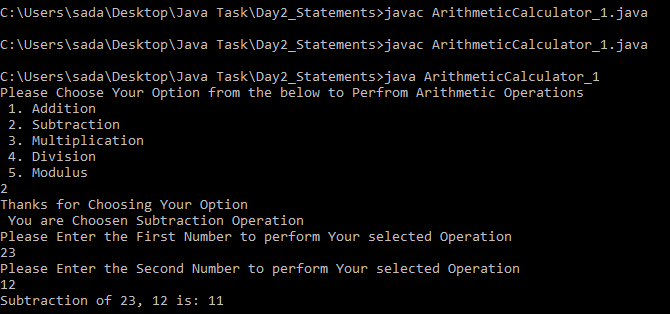 C:\Users\sada\Desktop\Java Task\Day2_Statements>javac ArithmeticCalculator_1.java
C:\Users\sada\Desktop\Java Task\Day2_Statements>javac ArithmeticCalculator_1.java
C:\Users\sada\Desktop\Java Task\Day2_Statements>java ArithmeticCalculator_1
Please Choose Your Option from the below to Perfrom Arithmetic Operations
1. Addition
2. Subtraction
3. Multiplication
4. Division
5. Modulus
2
Thanks for Choosing Your Option
You are Choosen Subtraction Operation
Please Enter the First Number to perform Your selected Operation
23
Please Enter the Second Number to perform Your selected Operation
12
Subtraction of 23, 12 is: 11